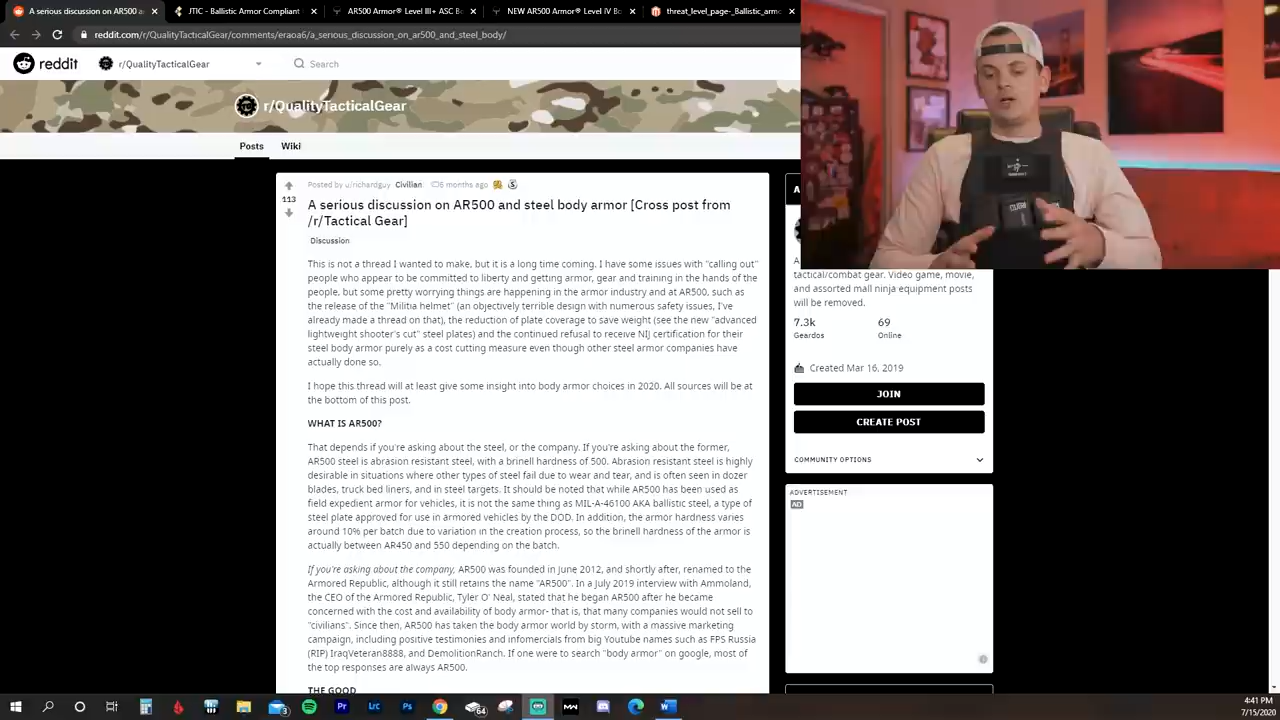 A serious discussion on AR500 an
JTIC - Ballistic Armor Compliant
AR500 Armor® Level III+ ASC B
NEW AR500 Armor® Level IV Bo
threat_level_page-_Ballistic_armo
reddit.com/r/QualityTacticalGear/comments/eraoa6/a_serious_discussion_on_ar500_and_steel_body/
reddit
r/QualityTacticalGear
Search
r/QualityTacticalGear
Posts
Wiki
Posted by u/richardguy Civilian 6 months ago
113
A serious discussion on AR500 and steel body armor [Cross post from
/r/Tactical Gear]
Discussion
This is not a thread I wanted to make, but it is a long time coming. I have some issues with "calling out"
people who appear to be committed to liberty and getting armor, gear and training in the hands of the
people, but some pretty worrying things are happening in the armor industry and at AR500, such as
the release of the "Militia helmet" (an objectively terrible design with numerous safety issues, I've
already made a thread on that), the reduction of plate coverage to save weight (see the new "advanced
lightweight shooter's cut" steel plates) and the continued refusal to receive NIJ certification for their
steel body armor purely as a cost cutting measure even though other steel armor companies have
actually done so.
I hope this thread will at least give some insight into body armor choices in 2020. All sources will be at
the bottom of this post.
WHAT IS AR500?
That depends if you're asking about the steel, or the company. If you're asking about the former,
AR500 steel is abrasion resistant steel, with a brinell hardness of 500. Abrasion resistant steel is highly
desirable in situations where other types of steel fail due to wear and tear, and is often seen in dozer
blades, truck bed liners, and in steel targets. It should be noted that while AR500 has been used as
field expedient armor for vehicles, it is not the same thing as MIL-A-46100 AKA ballistic steel, a type of
steel plate approved for use in armored vehicles by the DOD. In addition, the armor hardness varies
around 10% per batch due to variation in the creation process, so the brinell hardness of the armor is
actually between AR450 and 550 depending on the batch.
If you're asking about the company, AR500 was founded in June 2012, and shortly after, renamed to the
Armored Republic, although it still retains the name "AR500". In a July 2019 interview with Ammoland,
the CEO of the Armored Republic, Tyler O' Neal, stated that he began AR500 after he became
concerned with the cost and availability of body armor- that is, that many companies would not sell to
"civilians". Since then, AR500 has taken the body armor world by storm, with a massive marketing
campaign, including positive testimonies and infomercials from big Youtube names such as FPS Russia
(RIP) IraqVeteran8888, and DemolitionRanch. If one were to search "body armor" on google, most of
the top responses are always AR500.
THE GOOD
A
A
tactical/combat gear. Video game, movie,
and assorted mall ninja equipment posts
will be removed.
7.3k
69
Geardos
Online
Created Mar 16, 2019
JOIN
CREATE POST
COMMUNITY OPTIONS
ADVERTISEMENT
AD
4:41 PM
7/15/2020